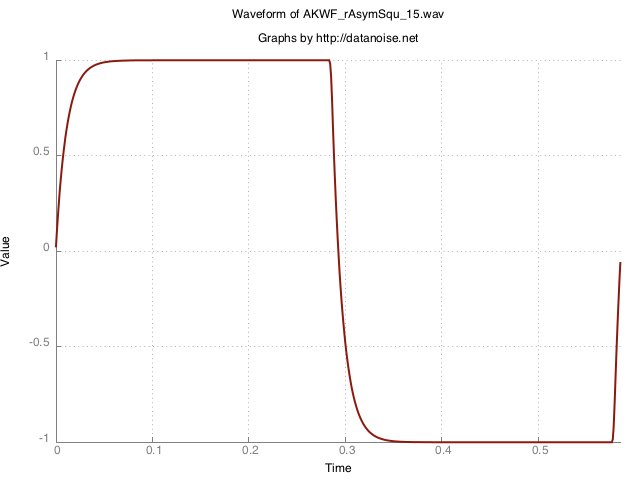 Waveform of AKWF_rAsymSqu_15.wav
Graphs by http://datanoise.net
1
0.5
0
-0.5
-1
Value
0 0.1 0.2 0.3 0.4 0.5
Time